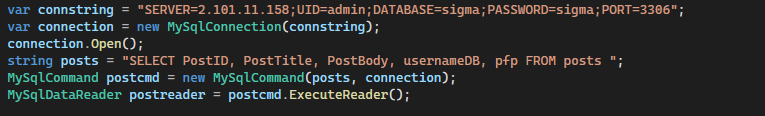 var connstring = "SERVER=2.101.11.158;UID=admin;DATABASE=sigma;PASSWORD=sigma;PORT=3306";
var connection = new MySqlConnection(connstring);
connection.Open();
string posts = "SELECT PostID, PostTitle, PostBody, usernameDB, pfp FROM posts ";
MySqlCommand postcmd = new MySqlCommand(posts, connection);
MySqlDataReader postreader = postcmd.ExecuteReader();